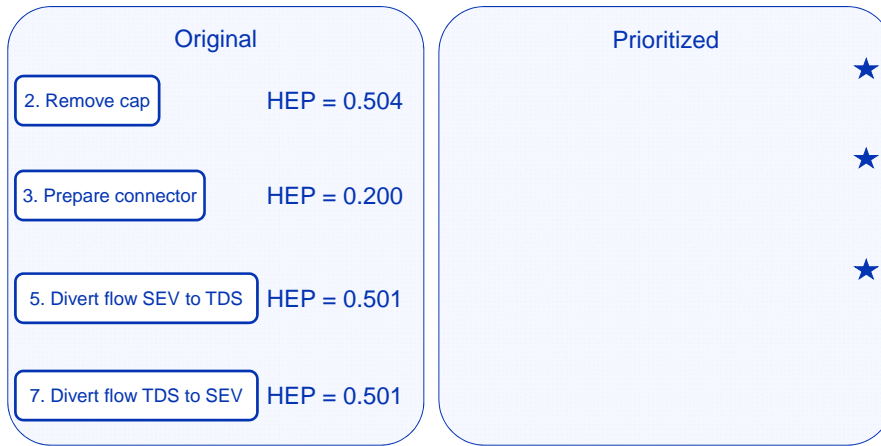 Original
2. Remove cap HEP = 0.504
3. Prepare connector HEP = 0.200
5. Divert flow SEV to TDS HEP = 0.501
7. Divert flow TDS to SEV HEP = 0.501
Prioritized